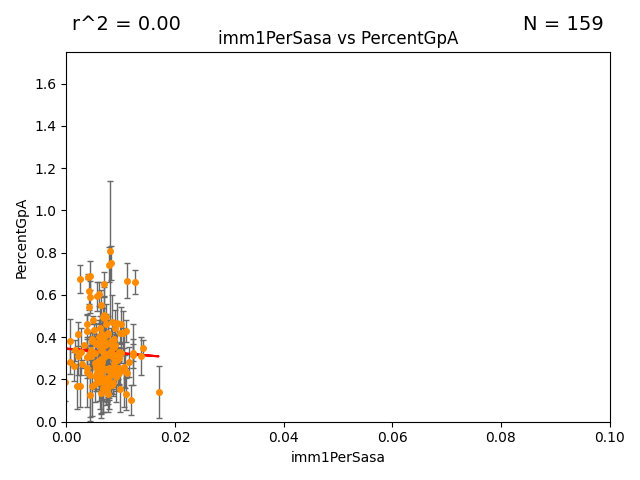 r^2 = 0.00
N = 159
imm1PerSasa vs PercentGpA
PercentGpA
1.6
1.4
1.2
1.0
0.8
0.6
0.4
0.2
0.0
0.00 0.02 0.04 0.06 0.08 0.10
imm1PerSasa